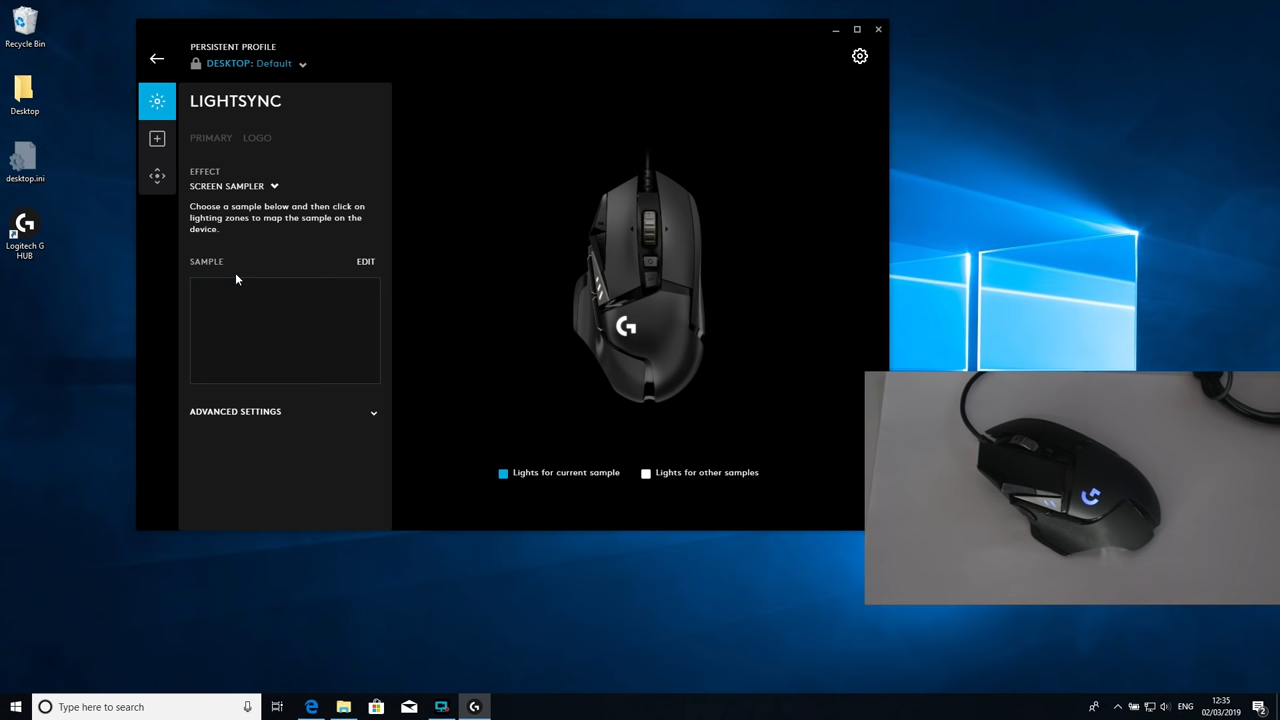 Recycle Bin
Desktop
desktop.ini
Logitech G
HUB
PERSISTENT PROFILE
DESKTOP: Default
LIGHTSYNC
PRIMARY LOGO
EFFECT
SCREEN SAMPLER
Choose a sample below and then click on
lighting zones to map the sample on the
device.
SAMPLE EDIT
ADVANCED SETTINGS
Lights for current sample Lights for other samples
Type here to search
ENG
12:35
02/03/2019
2